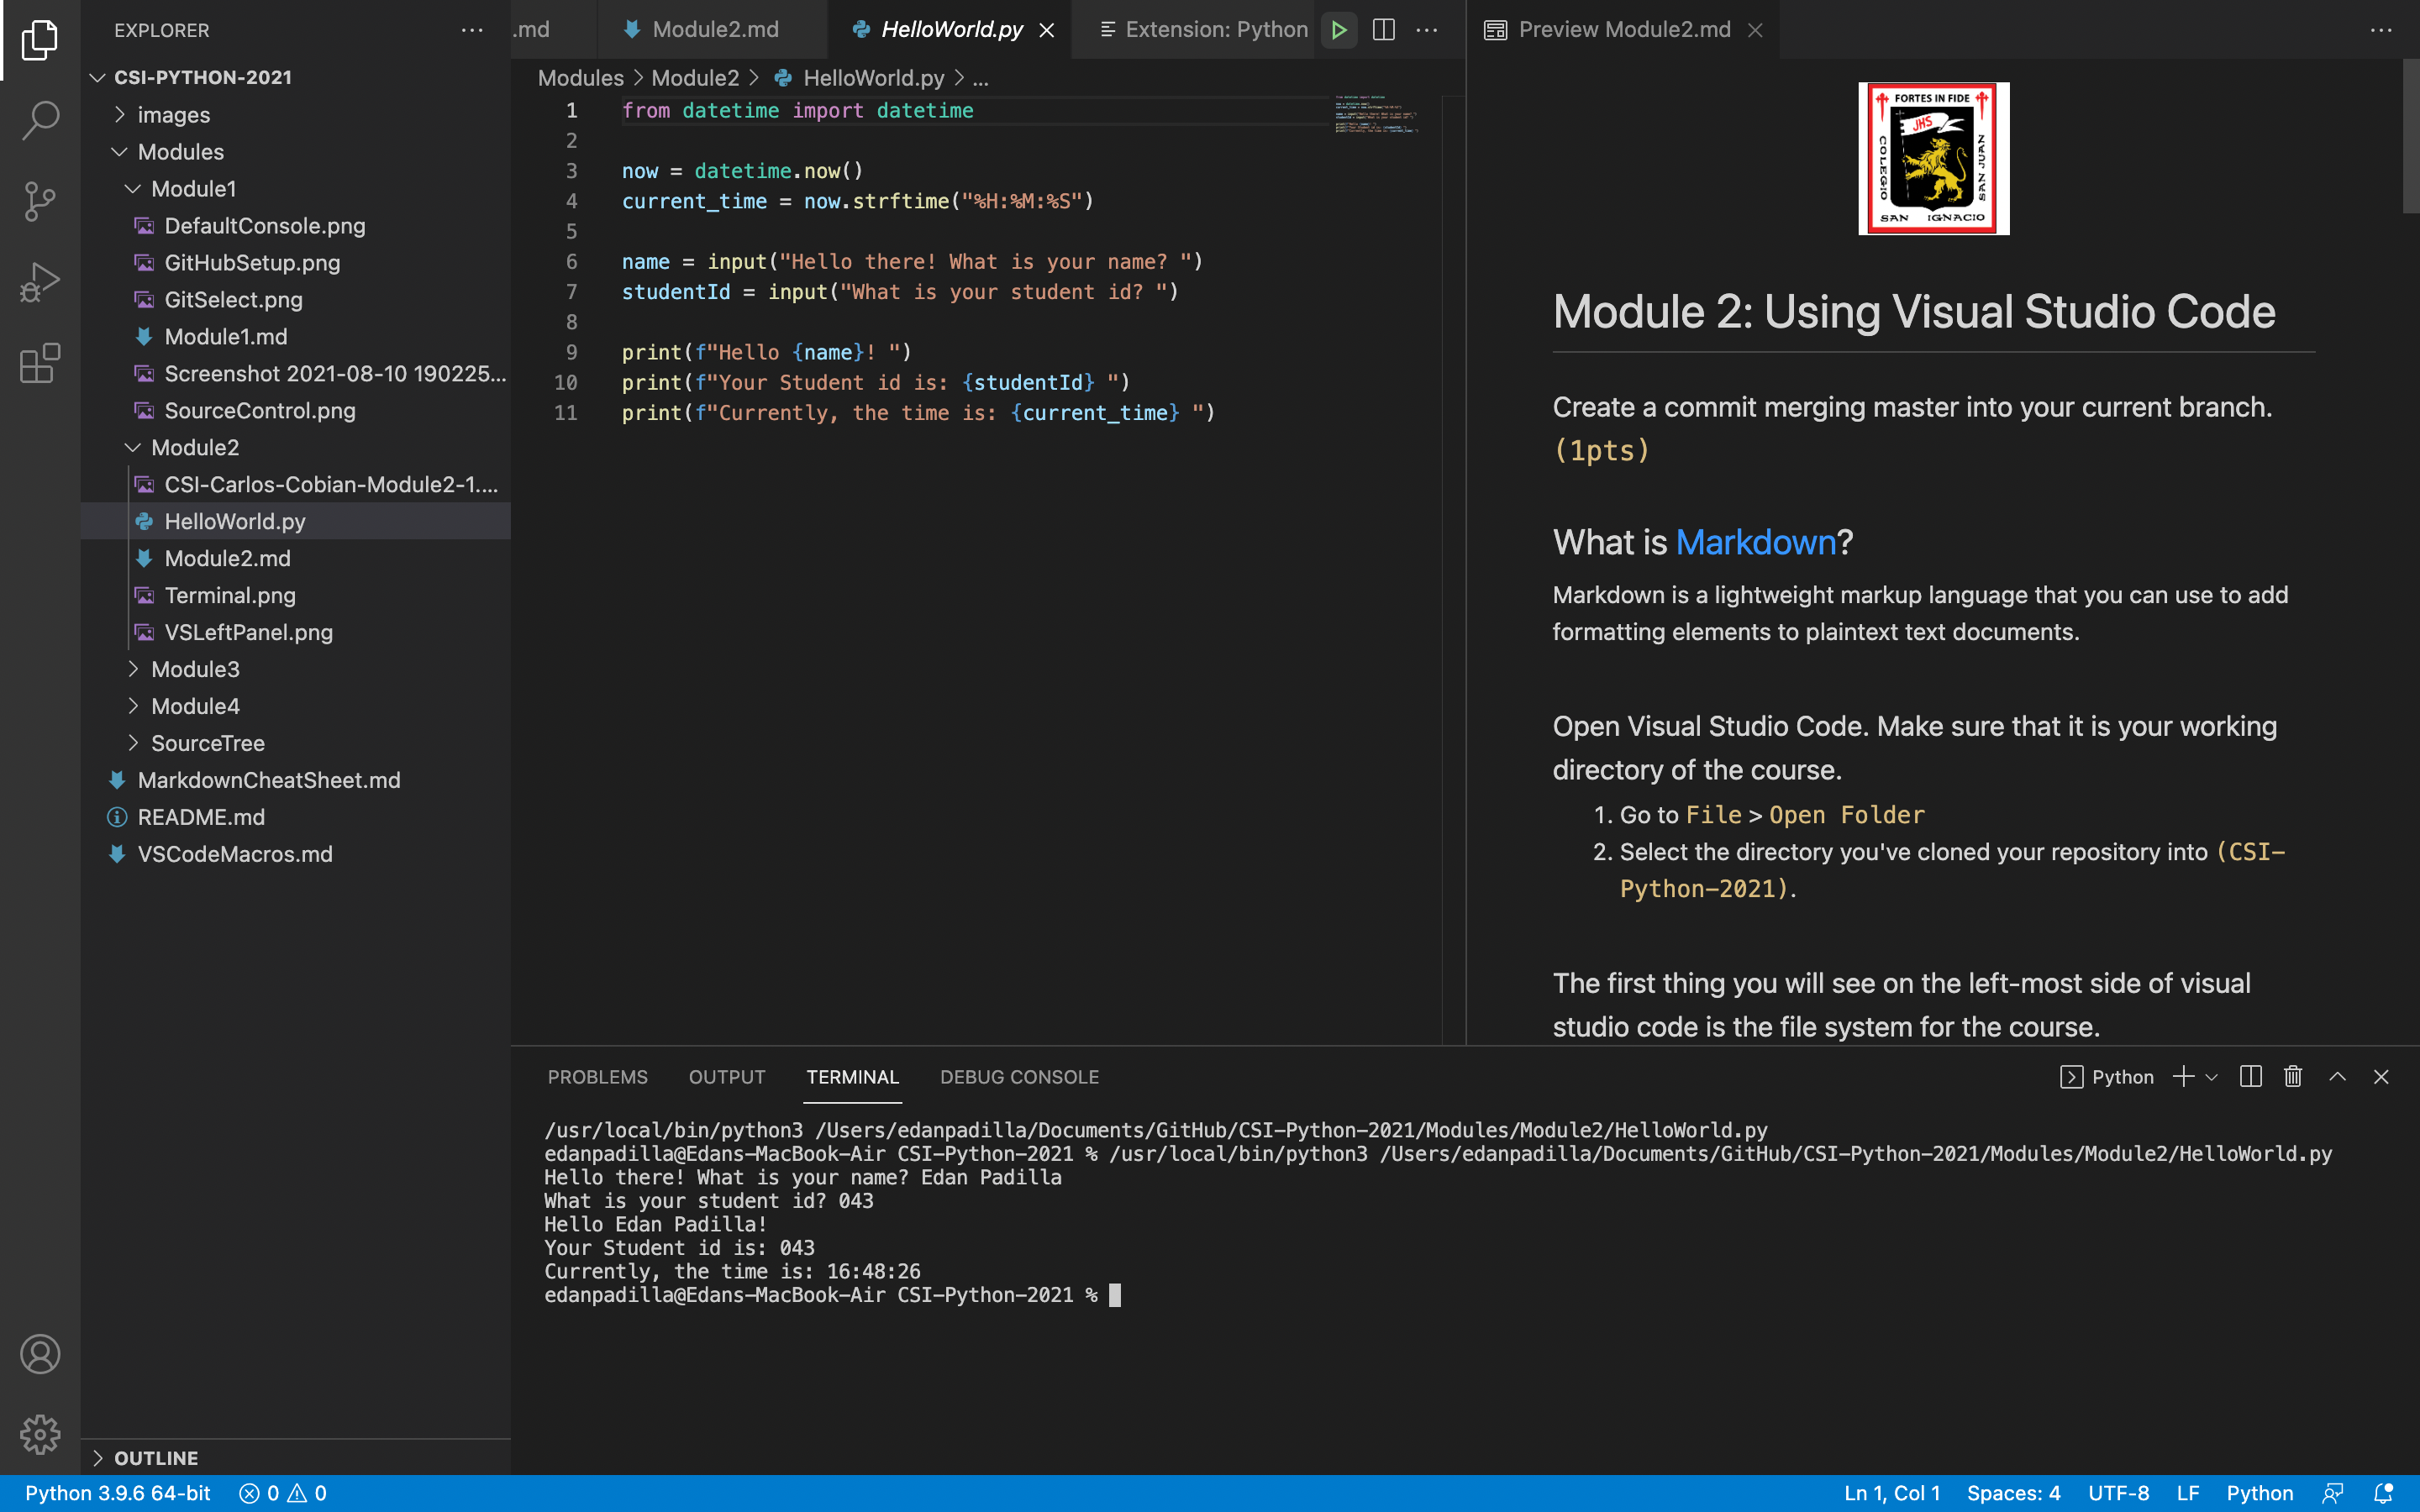 EXPLORER
CSI-PYTHON-2021
images
Modules
Module1
DefaultConsole.png
GitHubSetup.png
GitSelect.png
Module1.md
Screenshot 2021-08-10 190225...
SourceControl.png
Module2
CSI-Carlos-Cobian-Module2-1....
HelloWorld.py
Module2.md
Terminal.png
VSLeftPanel.png
Module3
Module4
SourceTree
MarkdownCheatSheet.md
README.md
VSCodeMacros.md
OUTLINE
.md
Module2.md
HelloWorld.py
Extension: Python
Modules > Module2 > HelloWorld.py > ...
1 from datetime import datetime
2
3 now = datetime.now()
4 current_time = now.strftime("%H:%M:%S")
5
6 name = input("Hello there! What is your name? ")
7 studentId = input("What is your student id? ")
8
9 print(f"Hello {name}! ")
10 print(f"Your Student id is: {studentId} ")
11 print(f"Currently, the time is: {current_time} ")
Preview Module2.md
FORTES IN FIDE
JHS
COLEGIO
SAN JUAN
SAN IGNACIO
Module 2: Using Visual Studio Code
Create a commit merging master into your current branch.
(1pts)
What is Markdown?
Markdown is a lightweight markup language that you can use to add
formatting elements to plaintext text documents.
Open Visual Studio Code. Make sure that it is your working
directory of the course.
1. Go to File > Open Folder
2. Select the directory you've cloned your repository into (CSI-
Python-2021).
The first thing you will see on the left-most side of visual
studio code is the file system for the course.
PROBLEMS OUTPUT TERMINAL DEBUG CONSOLE
Python
/usr/local/bin/python3 /Users/edanpadilla/Documents/GitHub/CSI-Python-2021/Modules/Module2/HelloWorld.py
edanpadilla@Edans-MacBook-Air CSI-Python-2021 % /usr/local/bin/python3 /Users/edanpadilla/Documents/GitHub/CSI-Python-2021/Modules/Module2/HelloWorld.py
Hello there! What is your name? Edan Padilla
What is your student id? 043
Hello Edan Padilla!
Your Student id is: 043
Currently, the time is: 16:48:26
edanpadilla@Edans-MacBook-Air CSI-Python-2021 %
Python 3.9.6 64-bit 0 0 Ln 1, Col 1 Spaces: 4 UTF-8 LF Python